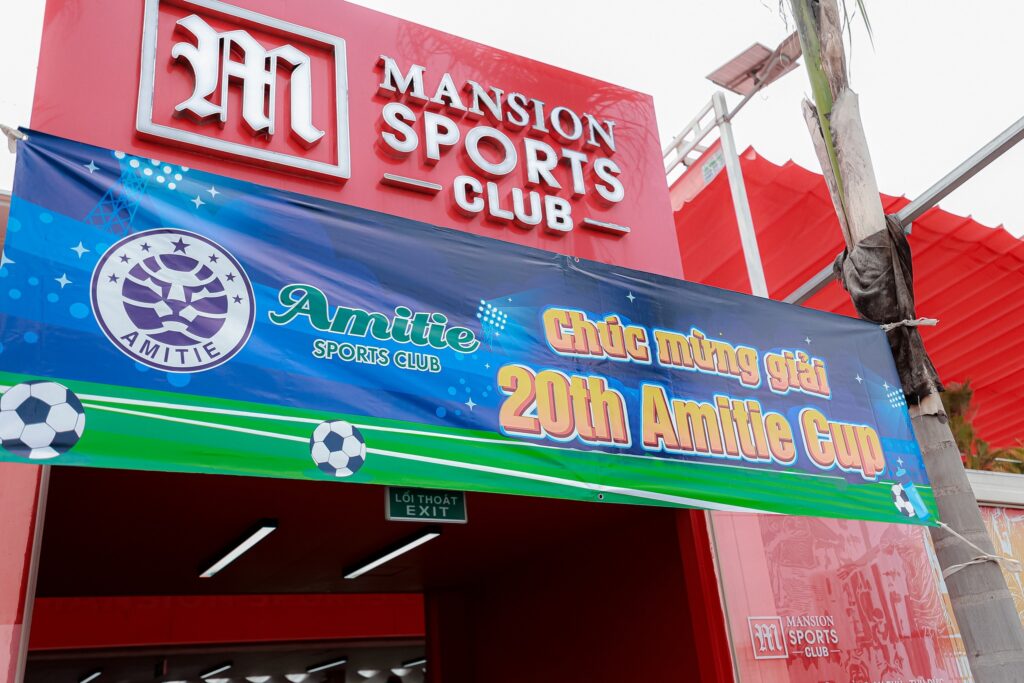 M
MANSION
SPORTS
CLUB
AMITIE
Amitie
SPORTS CLUB
Chúc mừng giải
20th Amitie Cup
LỐI THOÁT
EXIT
M
MANSION
SPORTS
CLUB